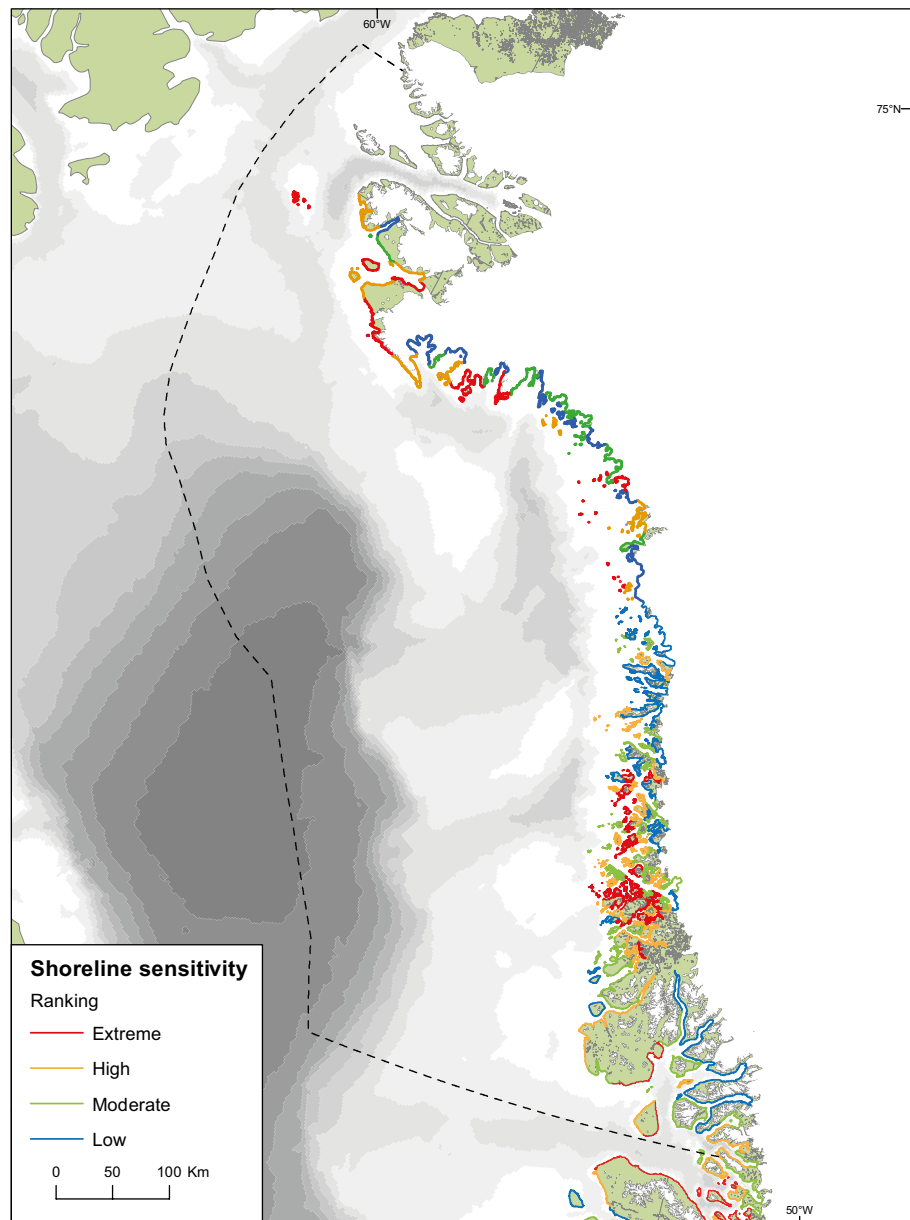 60°W
75°N
Shoreline sensitivity
Ranking
Extreme
High
Moderate
Low
0 50 100 Km
50°W